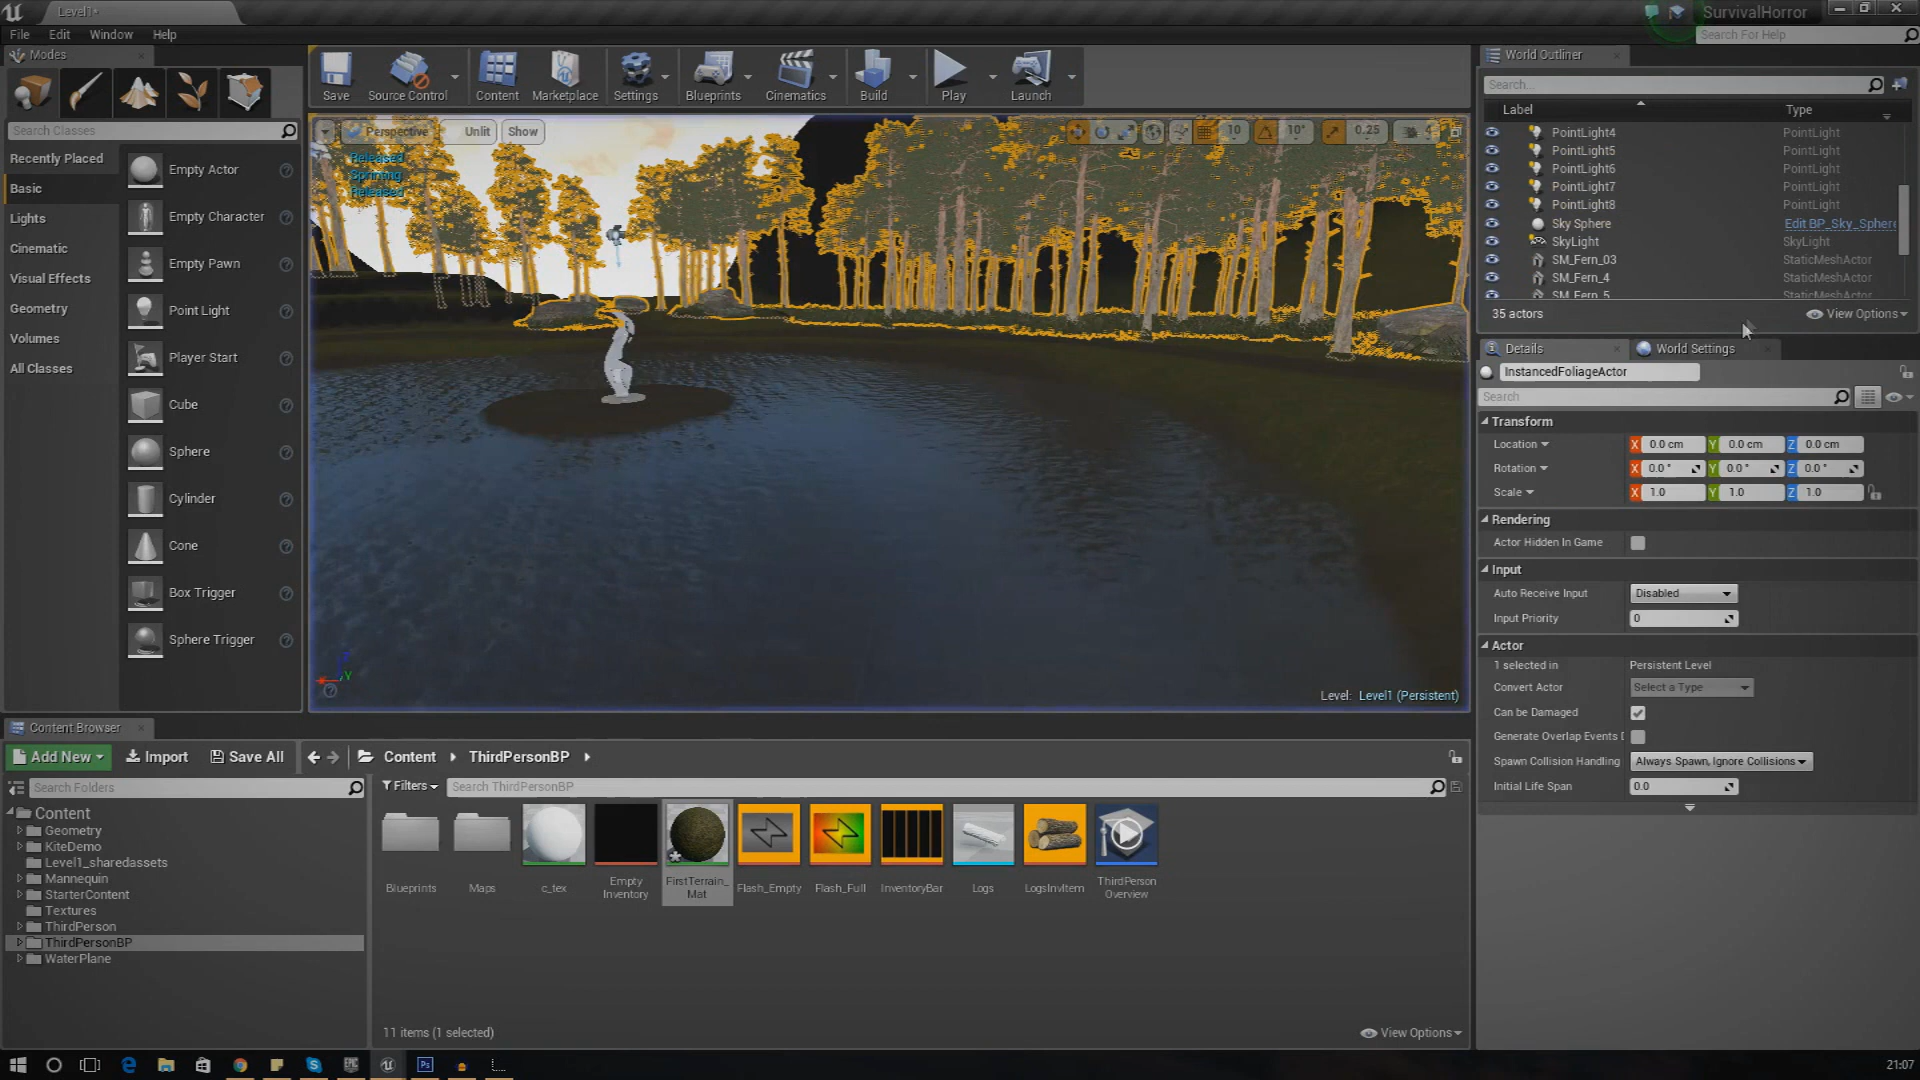 Level1*
SurvivalHorror
File Edit Window Help
Search For Help
Modes
Search Classes
Recently Placed
Basic
Lights
Cinematic
Visual Effects
Geometry
Volumes
All Classes
Empty Actor
Empty Character
Empty Pawn
Point Light
Player Start
Cube
Sphere
Cylinder
Cone
Box Trigger
Sphere Trigger
Save Source Control Content Marketplace Settings Blueprints Cinematics Build Play Launch
Perspective Unlit Show
10 10° 0.25 4
Released
Sprinting
Released
Level: Level1 (Persistent)
World Outliner
Search...
Label Type
PointLight4 PointLight
PointLight5 PointLight
PointLight6 PointLight
PointLight7 PointLight
PointLight8 PointLight
Sky Sphere Edit BP_Sky_Sphere
SkyLight SkyLight
SM_Fern_03 StaticMeshActor
SM_Fern_4 StaticMeshActor
SM_Fern_5 StaticMeshActor
35 actors View Options
Details World Settings
InstancedFoliageActor
Search
Transform
Location X 0.0 cm Y 0.0 cm Z 0.0 cm
Rotation X 0.0 ° Y 0.0 ° Z 0.0 °
Scale X 1.0 Y 1.0 Z 1.0
Rendering
Actor Hidden In Game
Input
Auto Receive Input Disabled
Input Priority 0
Actor
1 selected in Persistent Level
Convert Actor Select a Type
Can be Damaged
Generate Overlap Events D
Spawn Collision Handling Always Spawn, Ignore Collisions
Initial Life Span 0.0
Content Browser
Add New Import Save All Content ThirdPersonBP
Search Folders
Filters Search ThirdPersonBP
Content
Geometry
KiteDemo
Level1_sharedassets
Mannequin
StarterContent
Textures
ThirdPerson
ThirdPersonBP
WaterPlane
Blueprints
Maps
c_tex
Empty
Inventory
FirstTerrain_
Mat
Flash_Empty
Flash_Full
InventoryBar
Logs
LogsInvItem
ThirdPerson
Overview
11 items (1 selected) View Options
EPIC
Ps
21:07